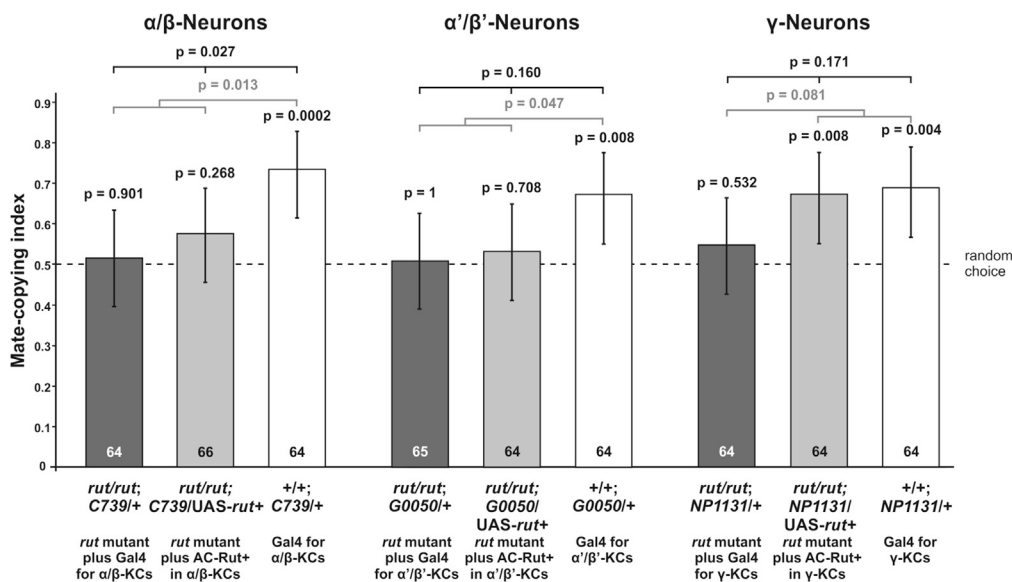 α/β-Neurons
α'/β'-Neurons
γ-Neurons
p = 0.027
p = 0.013
p = 0.0002
p = 0.268
p = 0.901
p = 0.160
p = 0.047
p = 0.008
p = 0.708
p = 1
p = 0.171
p = 0.081
p = 0.008
p = 0.004
p = 0.532
Mate-copying index
0.9
0.8
0.7
0.6
0.5
0.4
0.3
0.2
0.1
0
random
choice
64
66
64
65
64
64
64
64
64
rut/rut;
C739/+
rut mutant
plus Gal4
for α/β-KCs
rut/rut;
C739/UAS-rut+
rut mutant
plus AC-Rut+
in α/β-KCs
+/+;
C739/+
Gal4 for
α/β-KCs
rut/rut;
G0050/+
rut mutant
plus Gal4
for α'/β'-KCs
rut/rut;
G0050/
UAS-rut+
rut mutant
plus AC-Rut+
in α'/β'-KCs
+/+;
G0050/+
Gal4 for
α'/β'-KCs
rut/rut;
NP1131/+
rut mutant
plus Gal4
for γ-KCs
rut/rut;
NP1131/
UAS-rut+
rut mutant
plus AC-Rut+
in γ-KCs
+/+;
NP1131/+
Gal4 for
γ-KCs